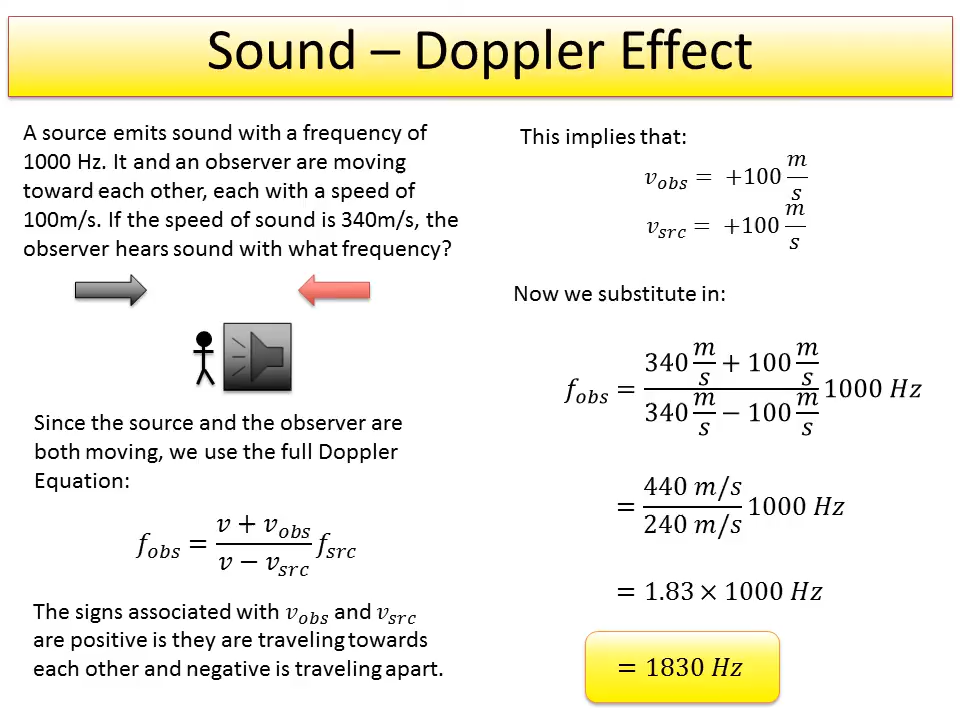 Sound – Doppler Effect
A source emits sound with a frequency of
1000 Hz. It and an observer are moving
toward each other, each with a speed of
100m/s. If the speed of sound is 340m/s, the
observer hears sound with what frequency?
Since the source and the observer are
both moving, we use the full Doppler
Equation:
f_obs = (v + v_obs)/(v − v_src) f_src
The signs associated with v_obs and v_src
are positive is they are traveling towards
each other and negative is traveling apart.
This implies that:
v_obs = +100 m/s
v_src = +100 m/s
Now we substitute in:
f_obs = (340 m/s + 100 m/s)/(340 m/s − 100 m/s) 1000 Hz
= (440 m/s)/(240 m/s) 1000 Hz
= 1.83 × 1000 Hz
= 1830 Hz